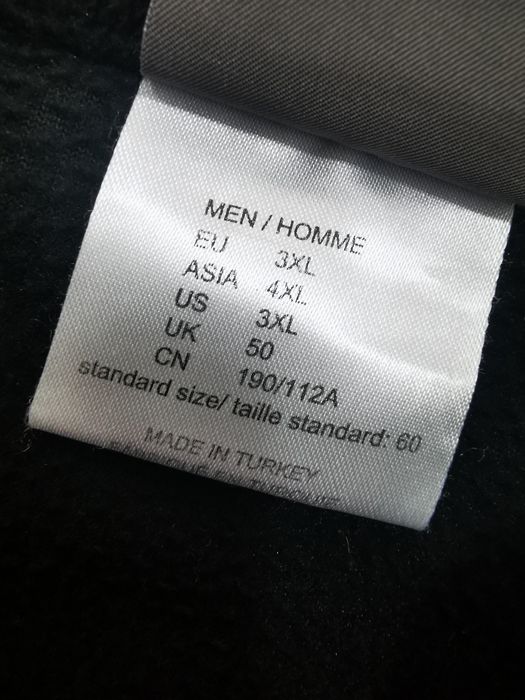 MEN / HOMME
EU 3XL
ASIA 4XL
US 3XL
UK 50
CN 190/112A
standard size/ taille standard: 60
MADE IN TURKEY